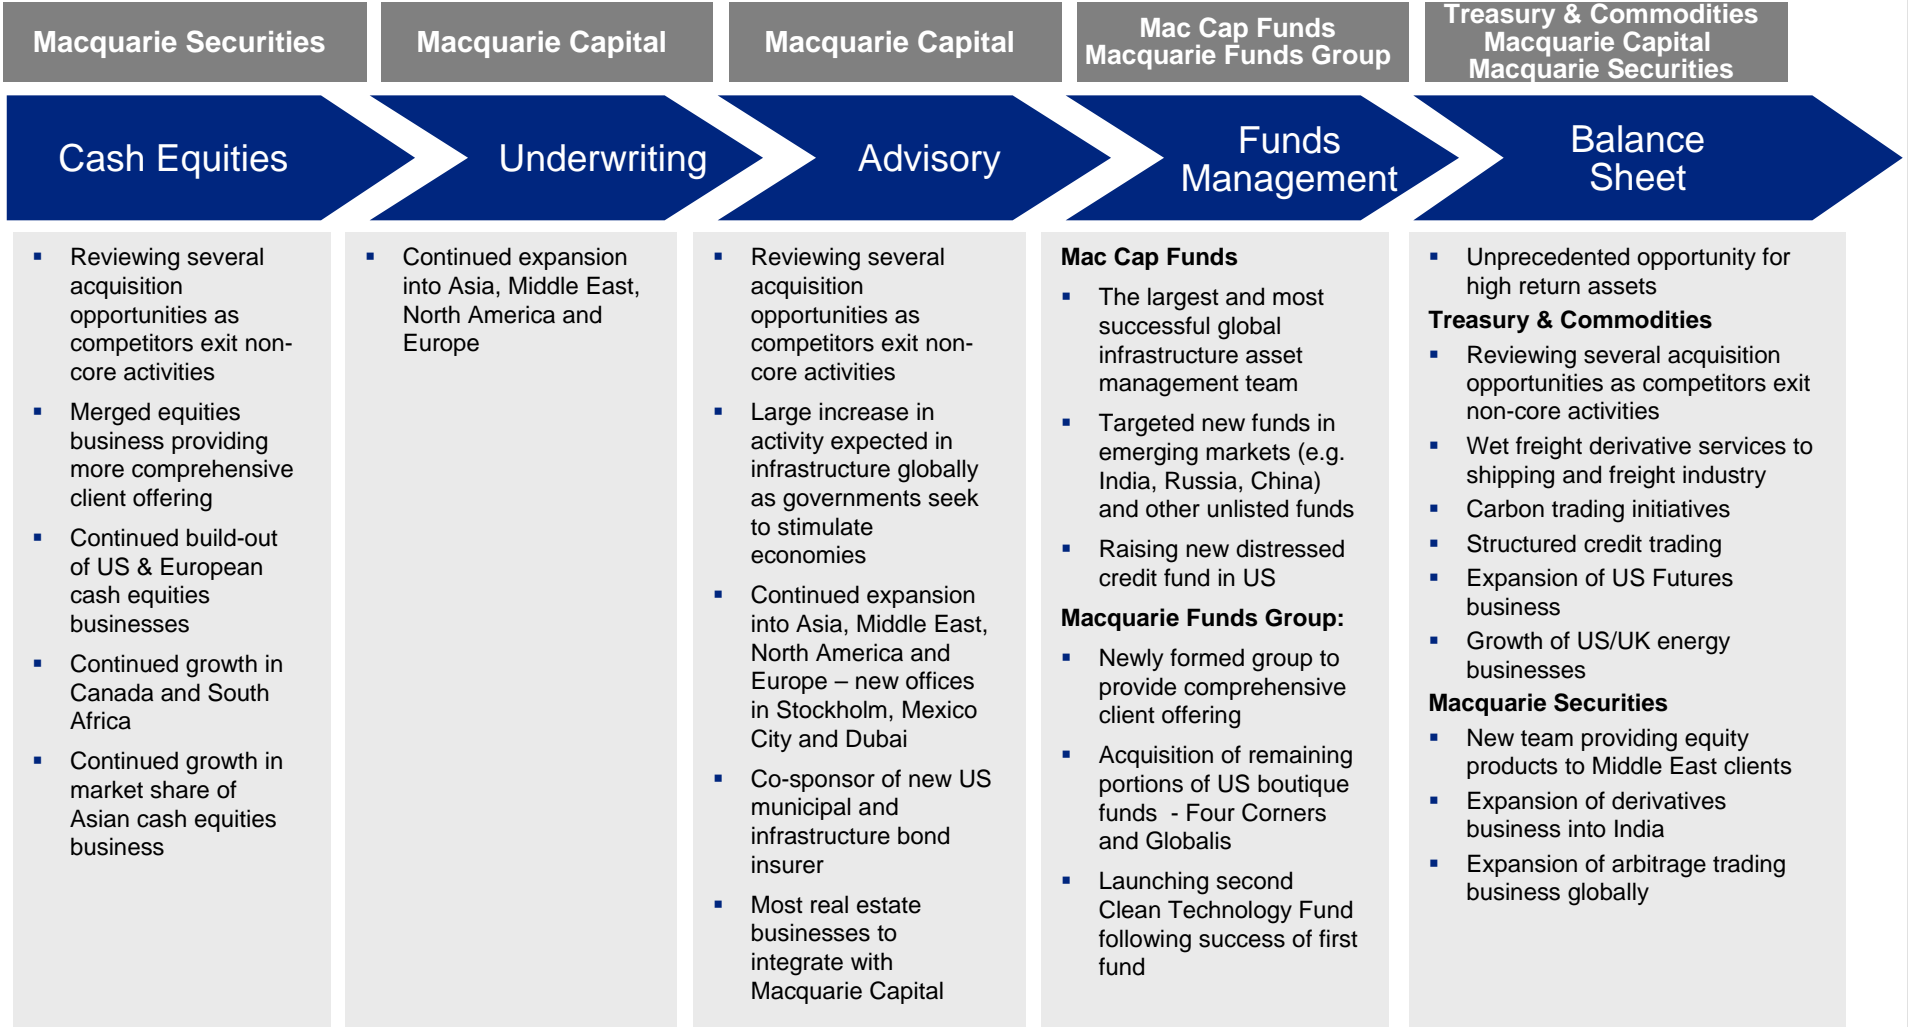 Macquarie Securities
Macquarie Capital
Macquarie Capital
Mac Cap Funds
Macquarie Funds Group
Treasury & Commodities
Macquarie Capital
Macquarie Securities
Cash Equities
Underwriting
Advisory
Funds
Management
Balance
Sheet
▪ Reviewing several
acquisition
opportunities as
competitors exit non-
core activities
▪ Merged equities
business providing
more comprehensive
client offering
▪ Continued build-out
of US & European
cash equities
businesses
▪ Continued growth in
Canada and South
Africa
▪ Continued growth in
market share of
Asian cash equities
business
▪ Continued expansion
into Asia, Middle East,
North America and
Europe
▪ Reviewing several
acquisition
opportunities as
competitors exit non-
core activities
▪ Large increase in
activity expected in
infrastructure globally
as governments seek
to stimulate
economies
▪ Continued expansion
into Asia, Middle East,
North America and
Europe – new offices
in Stockholm, Mexico
City and Dubai
▪ Co-sponsor of new US
municipal and
infrastructure bond
insurer
▪ Most real estate
businesses to
integrate with
Macquarie Capital
Mac Cap Funds
▪ The largest and most
successful global
infrastructure asset
management team
▪ Targeted new funds in
emerging markets (e.g.
India, Russia, China)
and other unlisted funds
▪ Raising new distressed
credit fund in US
Macquarie Funds Group:
▪ Newly formed group to
provide comprehensive
client offering
▪ Acquisition of remaining
portions of US boutique
funds - Four Corners
and Globalis
▪ Launching second
Clean Technology Fund
following success of first
fund
▪ Unprecedented opportunity for
high return assets
Treasury & Commodities
▪ Reviewing several acquisition
opportunities as competitors exit
non-core activities
▪ Wet freight derivative services to
shipping and freight industry
▪ Carbon trading initiatives
▪ Structured credit trading
▪ Expansion of US Futures
business
▪ Growth of US/UK energy
businesses
Macquarie Securities
▪ New team providing equity
products to Middle East clients
▪ Expansion of derivatives
business into India
▪ Expansion of arbitrage trading
business globally